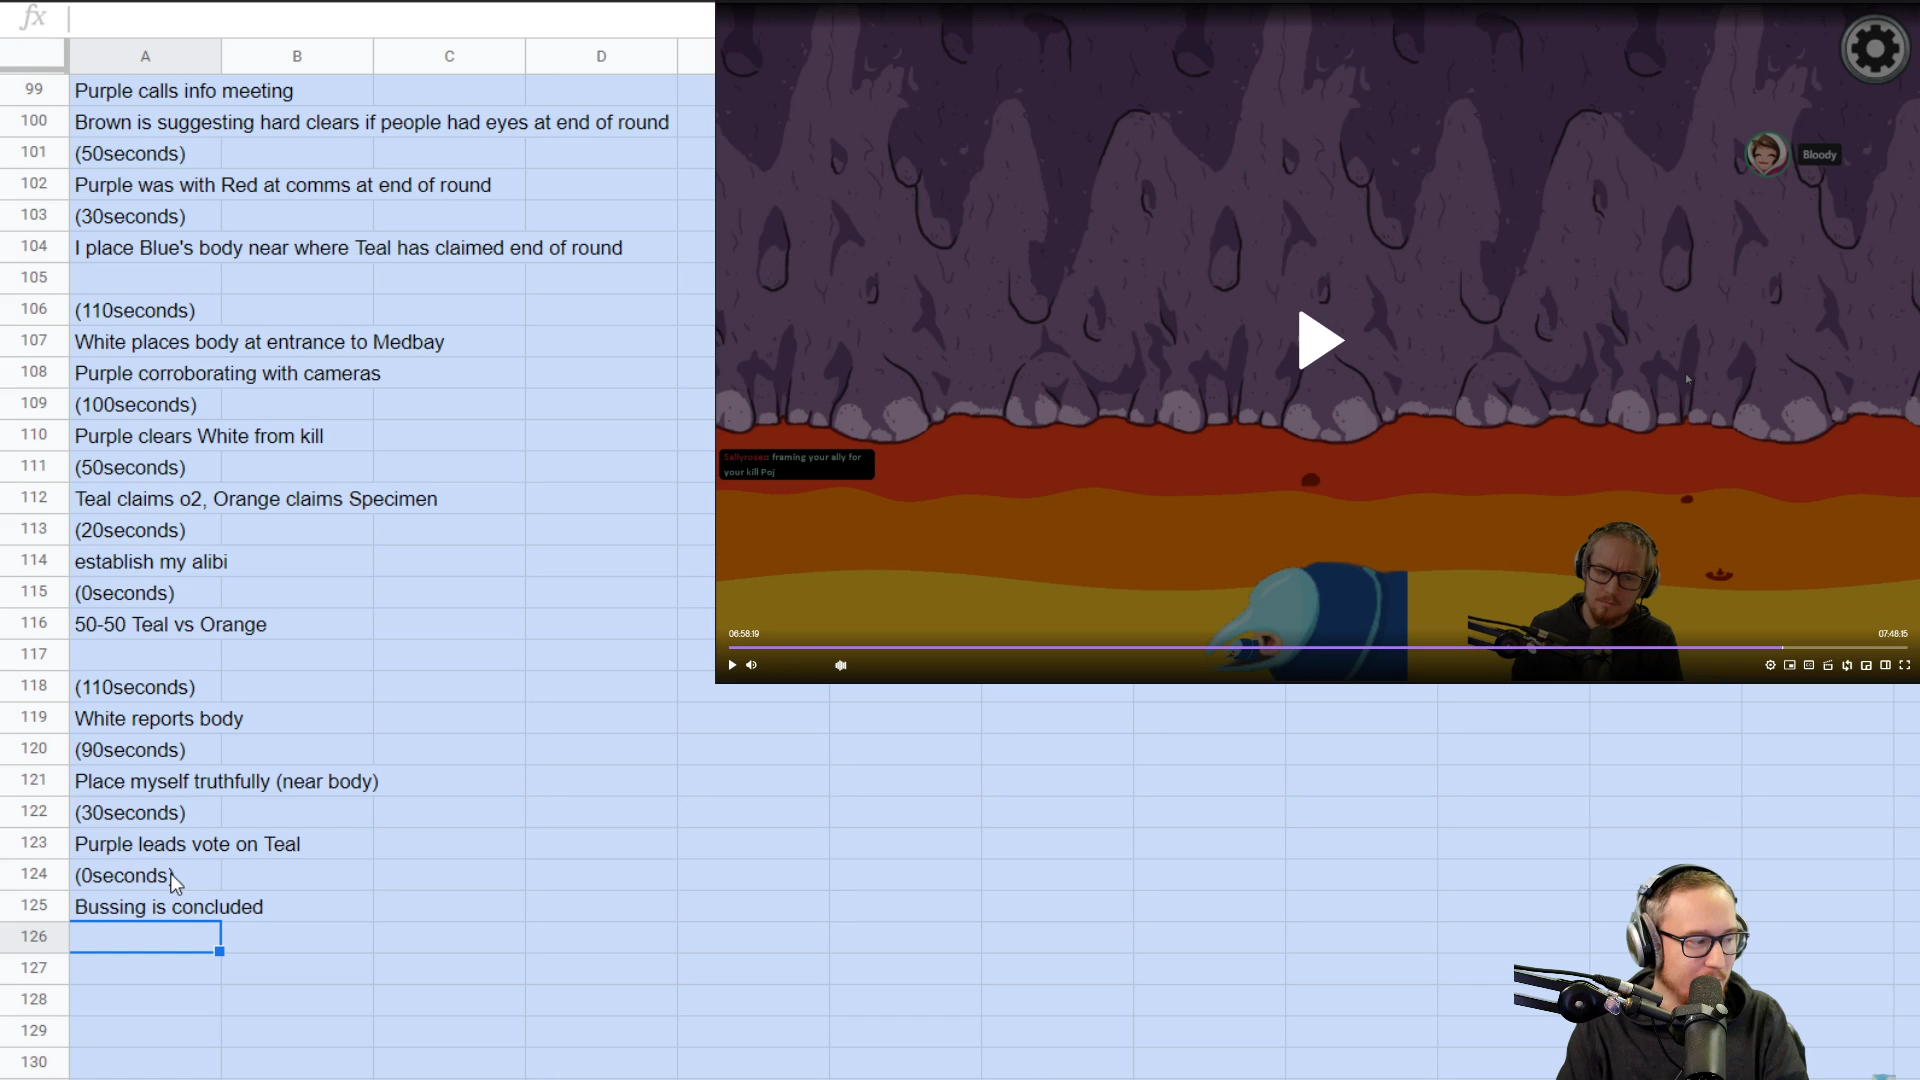 fx
A B C D
99 Purple calls info meeting
100 Brown is suggesting hard clears if people had eyes at end of round
101 (50seconds)
102 Purple was with Red at comms at end of round
103 (30seconds)
104 I place Blue's body near where Teal has claimed end of round
105
106 (110seconds)
107 White places body at entrance to Medbay
108 Purple corroborating with cameras
109 (100seconds)
110 Purple clears White from kill
111 (50seconds)
112 Teal claims o2, Orange claims Specimen
113 (20seconds)
114 establish my alibi
115 (0seconds)
116 50-50 Teal vs Orange
117
118 (110seconds)
119 White reports body
120 (90seconds)
121 Place myself truthfully (near body)
122 (30seconds)
123 Purple leads vote on Teal
124 (0seconds)
125 Bussing is concluded
126
127
128
129
130
Bloody
Sallyrosea: framing your ally for
your kill Poj
06:58:19
07:48:15